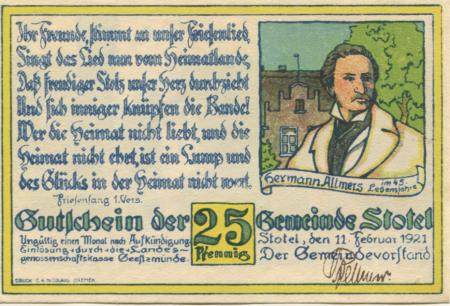 Ihr Freunde, stimmt an unser Friesenlied,
Singt das Lied nun vom Heimatlande,
Daß freudiger Stolz unser Herz durchzieht
Und sich inniger knüpfen die Bande!
Wer die Heimat nicht liebt, und die
Heimat nicht ehrt, ist ein Lump und
des Glücks in der Heimat nicht wert.
Friesensang 1. Vers.
Hermann Allmers im 45. Lebensjahre
Gutschein der 25 Pfennig Gemeinde Stotel
Ungültig einen Monat nach Aufkündigung
Einlösung durch die Landes-
genossenschaftskasse Geestemünde.
Stotel, den 11. Februar 1921
Der Gemeindevorstand
DRUCK C.H. NICOLAUS, BREMEN